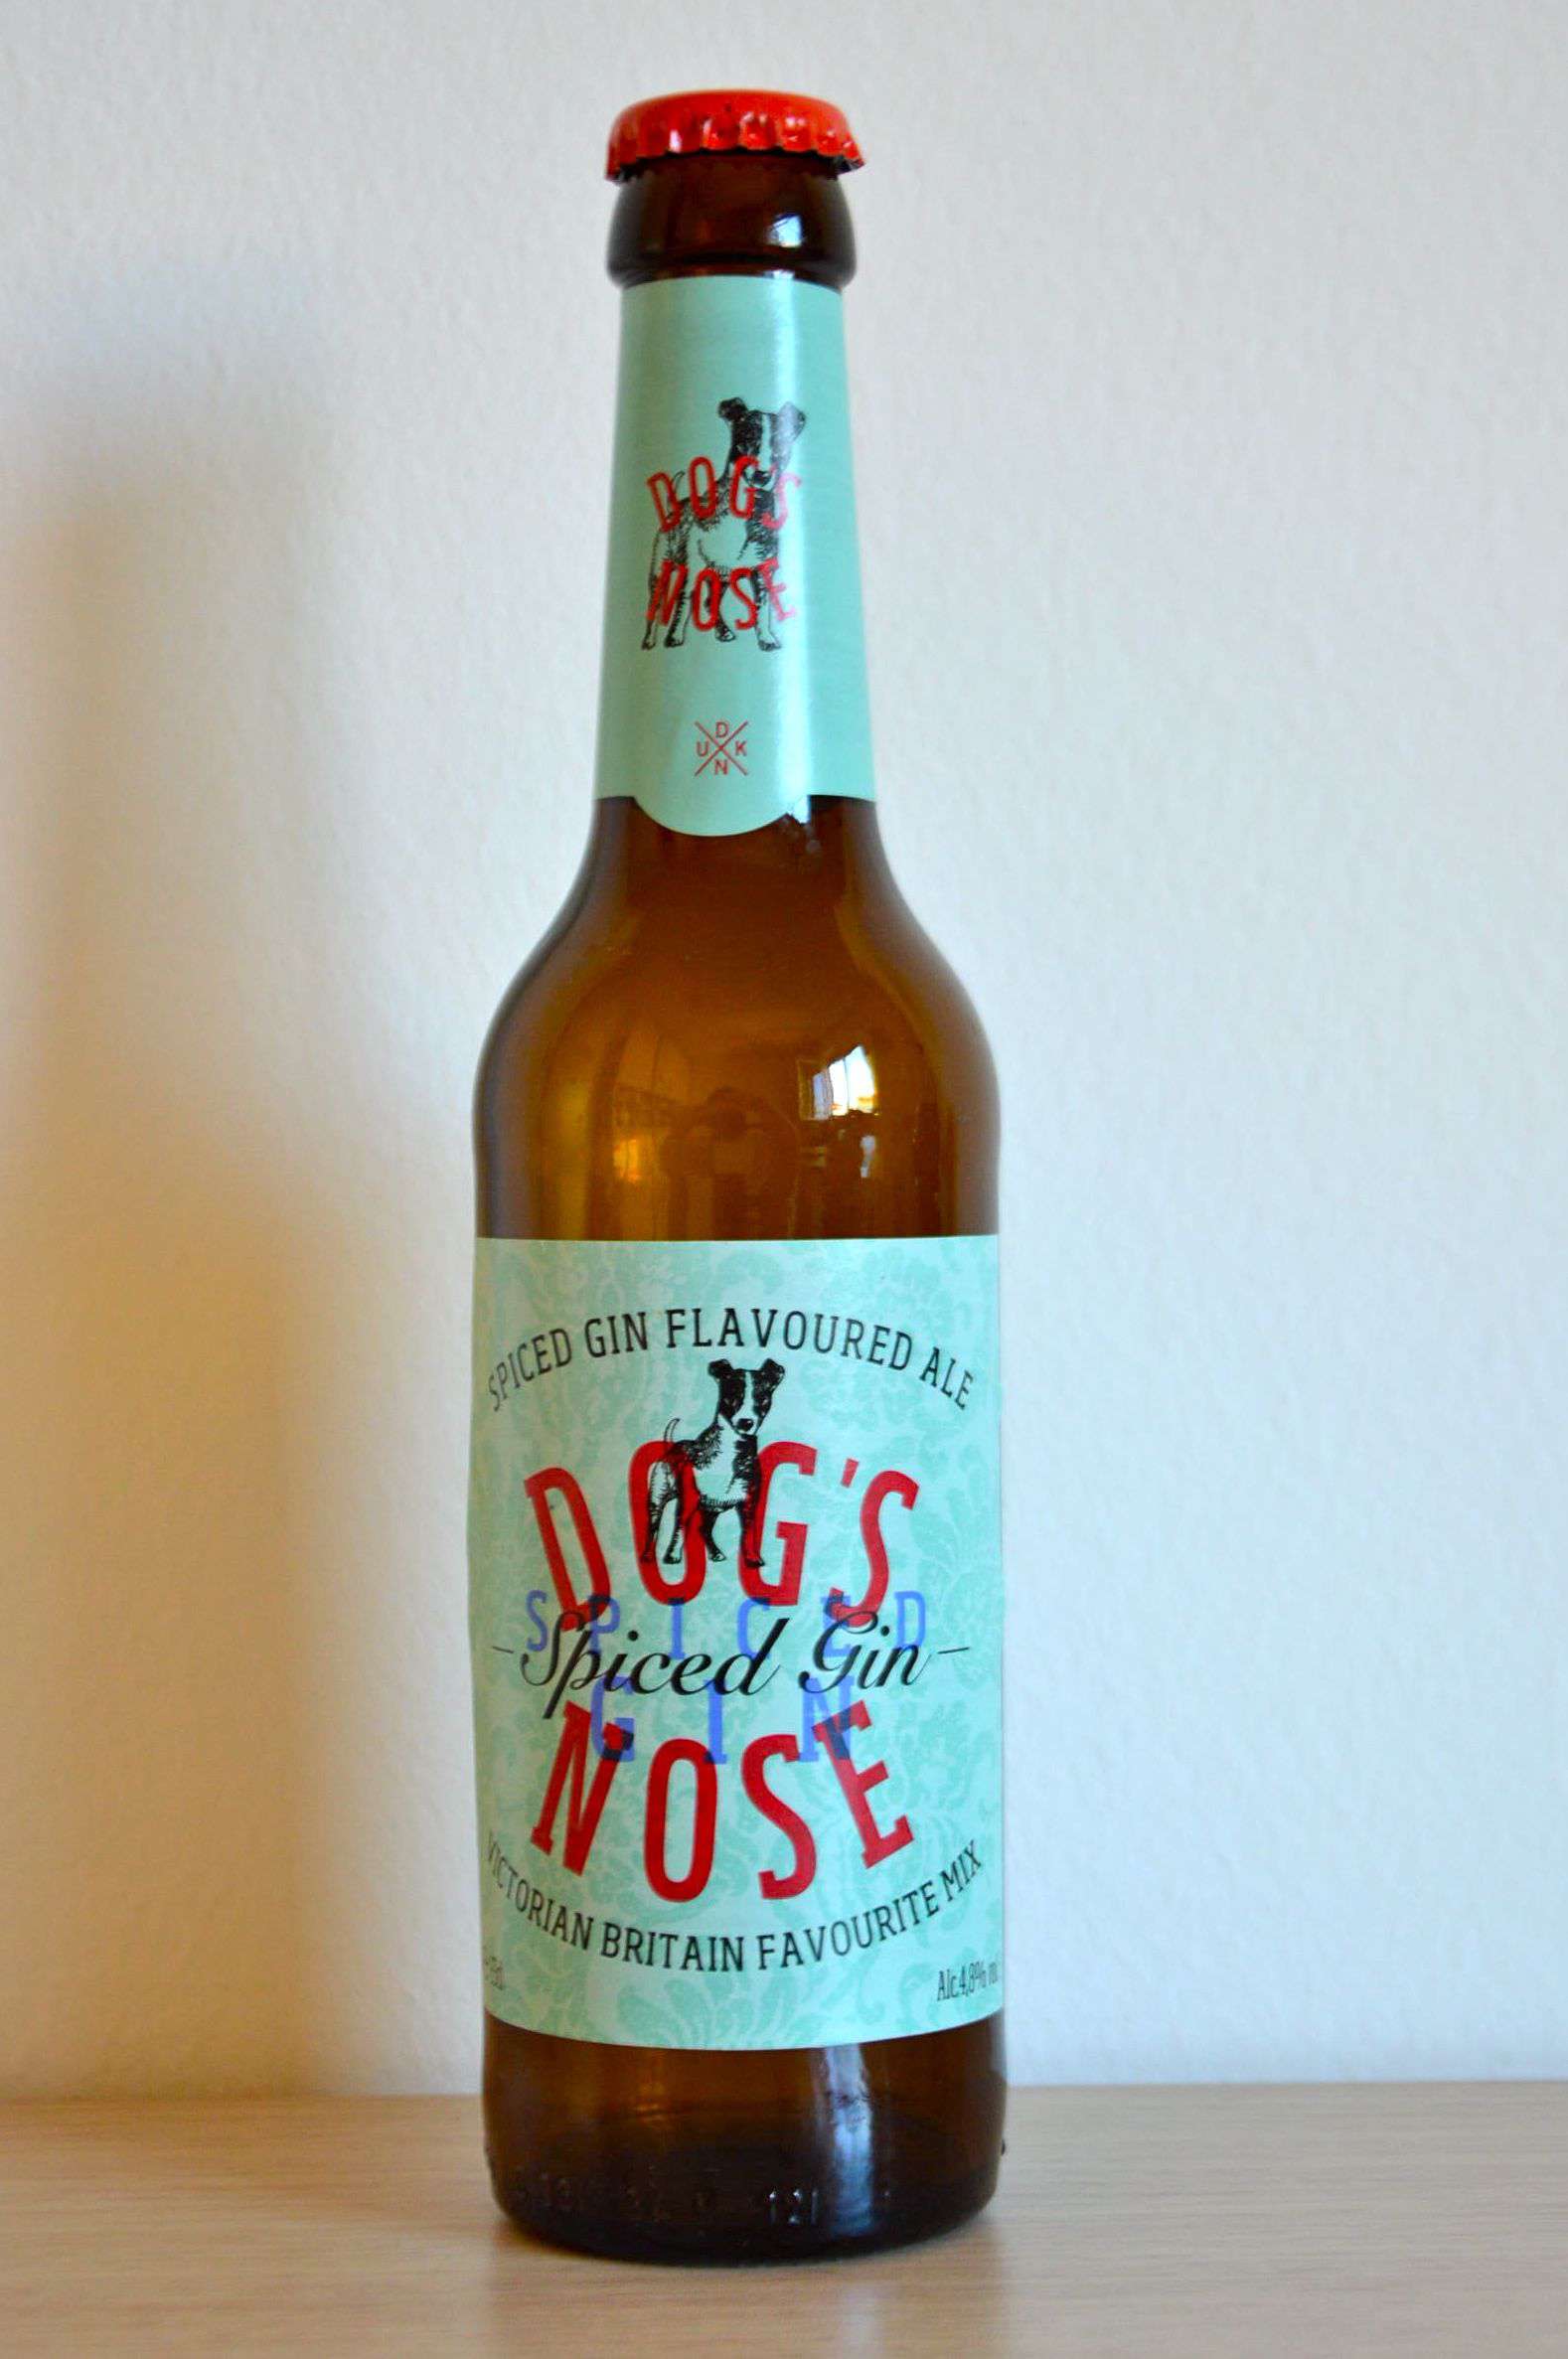 DOG'S
NOSE
D
U K
N
SPICED GIN FLAVOURED ALE
DOG'S
SPICED
Spiced Gin
GIN
NOSE
VICTORIAN BRITAIN FAVOURITE MIX
Alc.4,8% vol